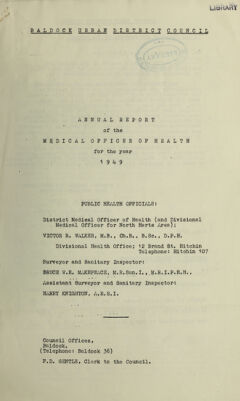 LIBRARY
BALDOCK URBAN DISTRICT COUNCIL
ANNUAL REPORT
of the
MEDICAL OFFICER OF HEALTH
for the year
1949
PUBLIC HEALTH OFFICIALS:
District Medical Officer of Health (and Divisional
Medical Officer for North Herts Area);
VICTOR R. WALKER, M.B., Ch.B., B.Sc., D.P.H.
Divisional Health Office; 12 Brand St. Hitchin
Telephone: Hitchin 107
Surveyor and Sanitary Inspector:
BRUCE W.E. MAKEPEACE, M.R.San.I., M.R.I.P.H.H.,
Assistant Surveyor and Sanitary Inspector:
HARRY KNIGHTON, A.R.S.I.
Council Offices,
Baldock.
(Telephone: Baldock 36)
P.D. GENTLE, Clerk to the Council.